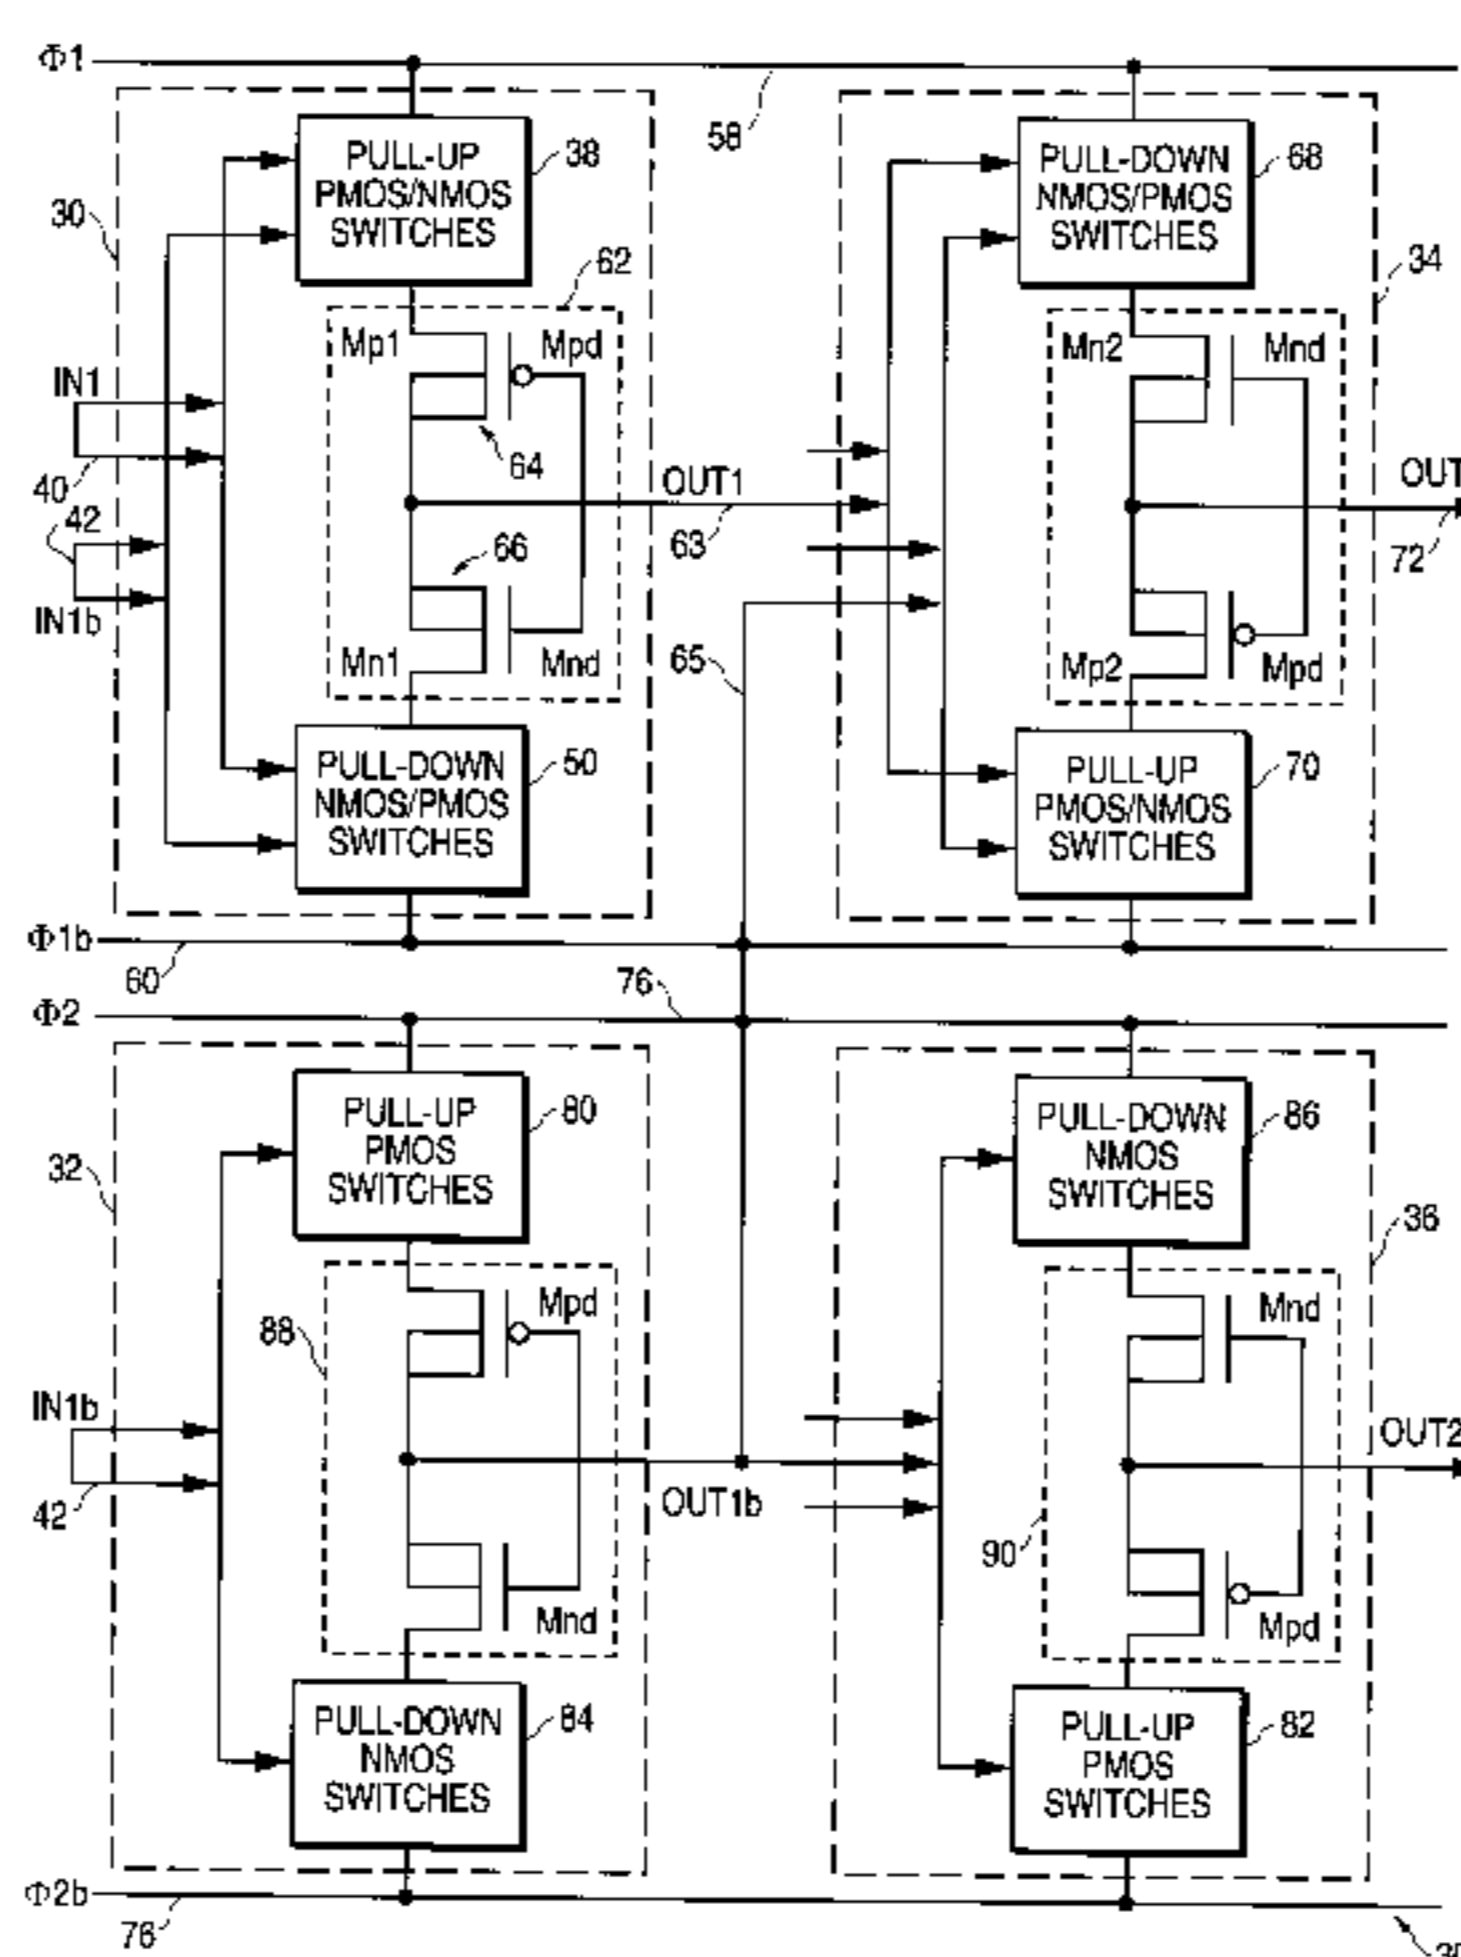 Φ1
58
PULL-UP
PMOS/NMOS
SWITCHES
38
PULL-DOWN
NMOS/PMOS
SWITCHES
68
30
62
34
Mp1
Mpd
Mn2
Mnd
IN1
64
40
OUT1
OUT
42
66
63
72
IN1b
Mn1
Mnd
65
Mp2
Mpd
PULL-DOWN
NMOS/PMOS
SWITCHES
50
PULL-UP
PMOS/NMOS
SWITCHES
70
Φ1b
60
76
Φ2
PULL-UP
PMOS
SWITCHES
80
PULL-DOWN
NMOS
SWITCHES
86
32
36
88
Mpd
Mnd
IN1b
OUT2
42
OUT1b
90
Mnd
Mpd
PULL-DOWN
NMOS
SWITCHES
84
PULL-UP
PMOS
SWITCHES
82
Φ2b
76